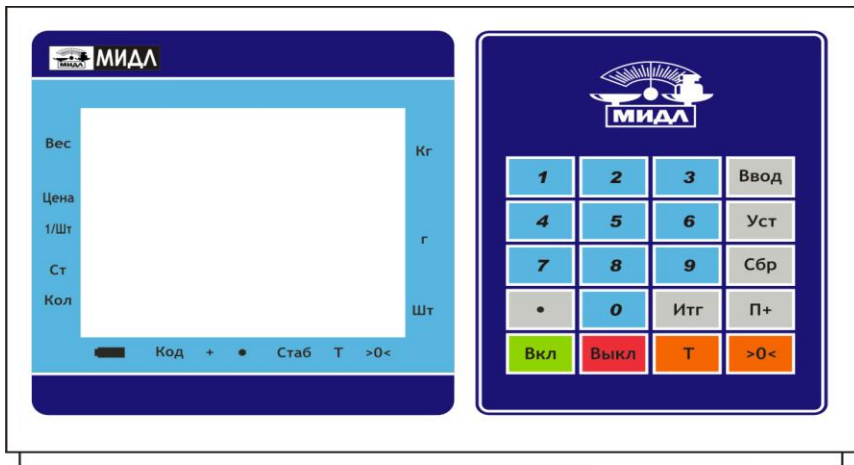 МИДЛ МИДЛ
Вес
Кг
Цена
1/Шт
г
Ст
Кол
Шт
Код + • Стаб Т >0<
МИДЛ
1 2 3 Ввод
4 5 6 Уст
7 8 9 Сбр
• 0 Итг П+
Вкл Выкл Т >0<